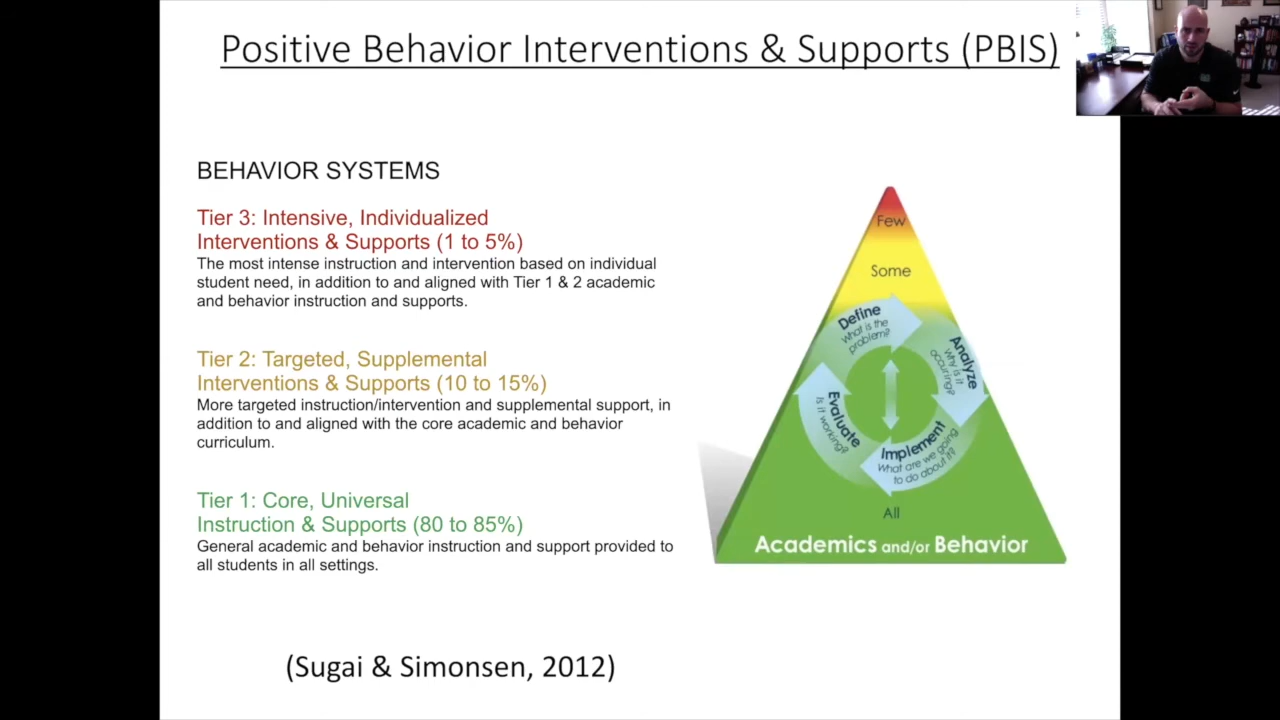 Positive Behavior Interventions & Supports (PBIS)
BEHAVIOR SYSTEMS
Tier 3: Intensive, Individualized
Interventions & Supports (1 to 5%)
The most intense instruction and intervention based on individual
student need, in addition to and aligned with Tier 1 & 2 academic
and behavior instruction and supports.
Tier 2: Targeted, Supplemental
Interventions & Supports (10 to 15%)
More targeted instruction/intervention and supplemental support, in
addition to and aligned with the core academic and behavior
curriculum.
Tier 1: Core, Universal
Instruction & Supports (80 to 85%)
General academic and behavior instruction and support provided to
all students in all settings.
(Sugai & Simonsen, 2012)
Few
Some
Define
what is the
problem?
Analyze
why is it
occuring?
Implement
What are we going
to do about it?
Evaluate
Is it working?
All
Academics and/or Behavior